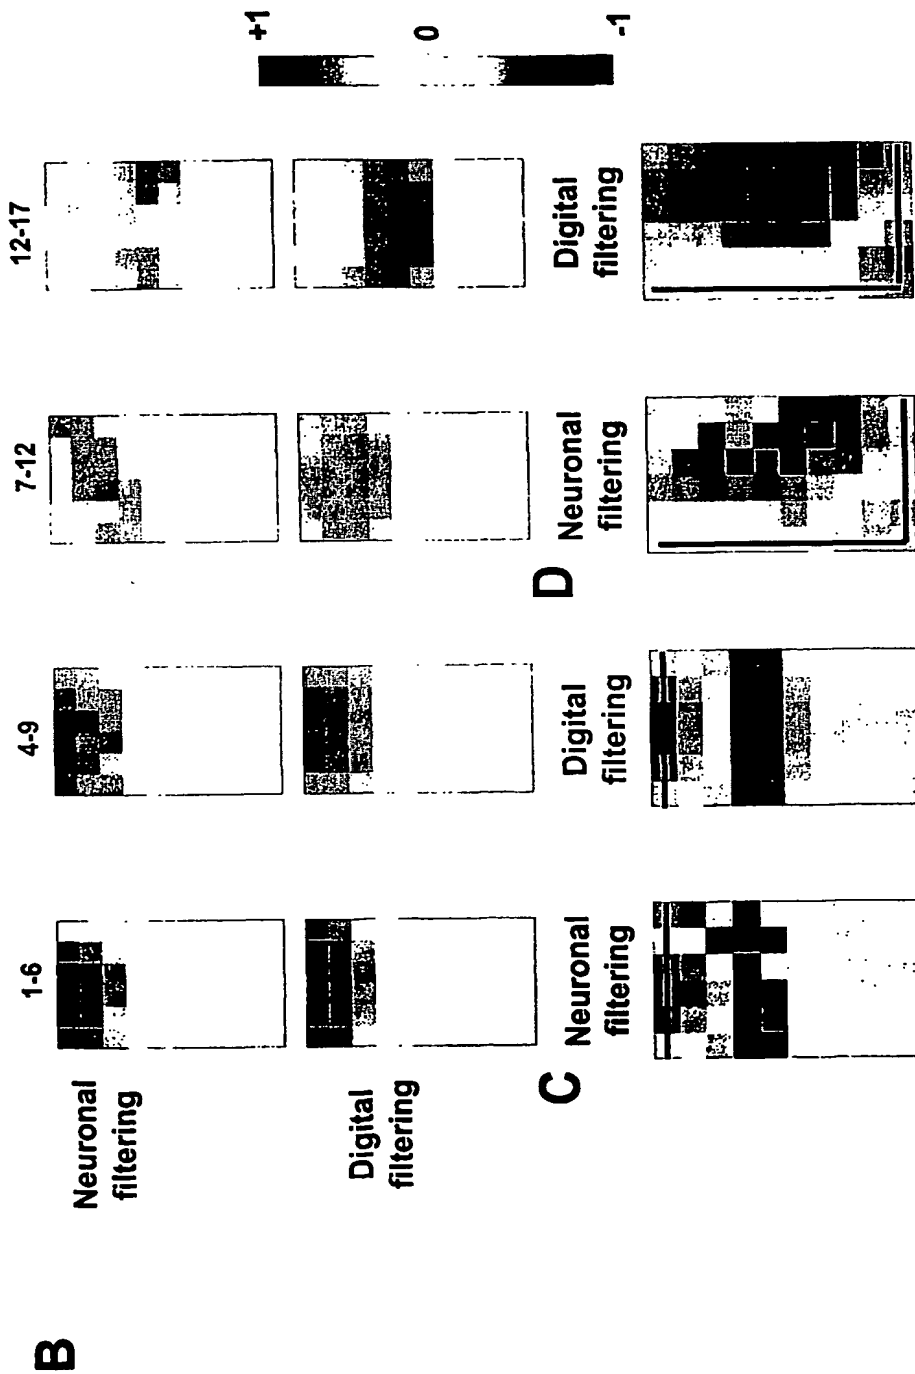 B
1-6
4-9
7-12
12-17
Neuronal
filtering
Digital
filtering
+1
0
-1
C
Neuronal
filtering
Digital
filtering
D
Neuronal
filtering
Digital
filtering